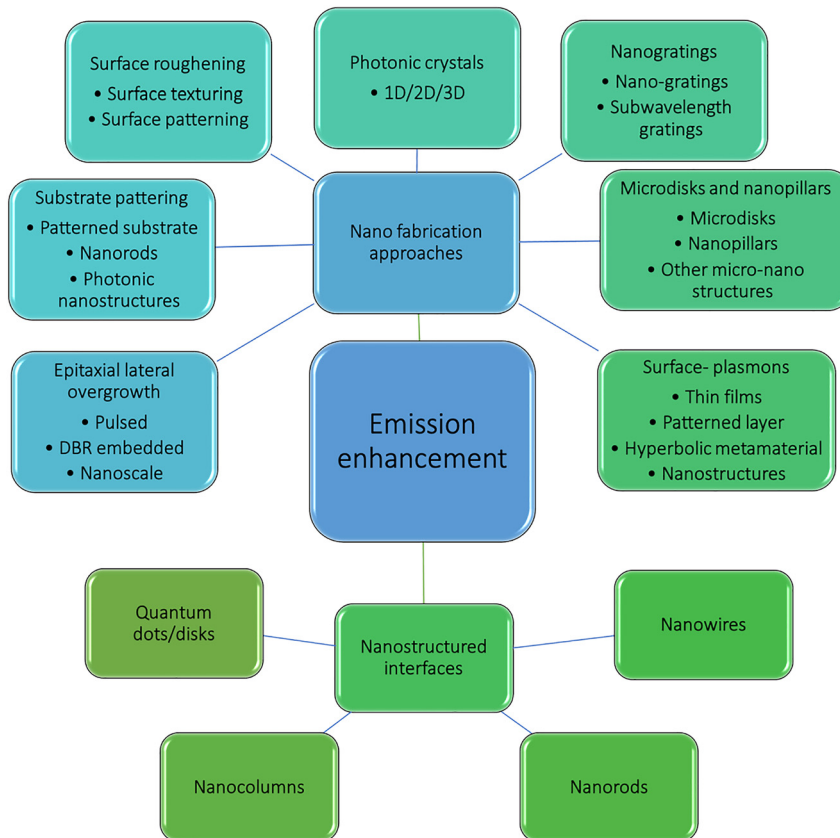 Surface roughening
• Surface texturing
• Surface patterning
Photonic crystals
• 1D/2D/3D
Nanogratings
• Nano-gratings
• Subwavelength
gratings
Substrate pattering
• Patterned substrate
• Nanorods
• Photonic
nanostructures
Nano fabrication
approaches
Microdisks and nanopillars
• Microdisks
• Nanopillars
• Other micro-nano
structures
Epitaxial lateral
overgrowth
• Pulsed
• DBR embedded
• Nanoscale
Emission
enhancement
Surface- plasmons
• Thin films
• Patterned layer
• Hyperbolic metamaterial
• Nanostructures
Quantum
dots/disks
Nanostructured
interfaces
Nanowires
Nanocolumns
Nanorods